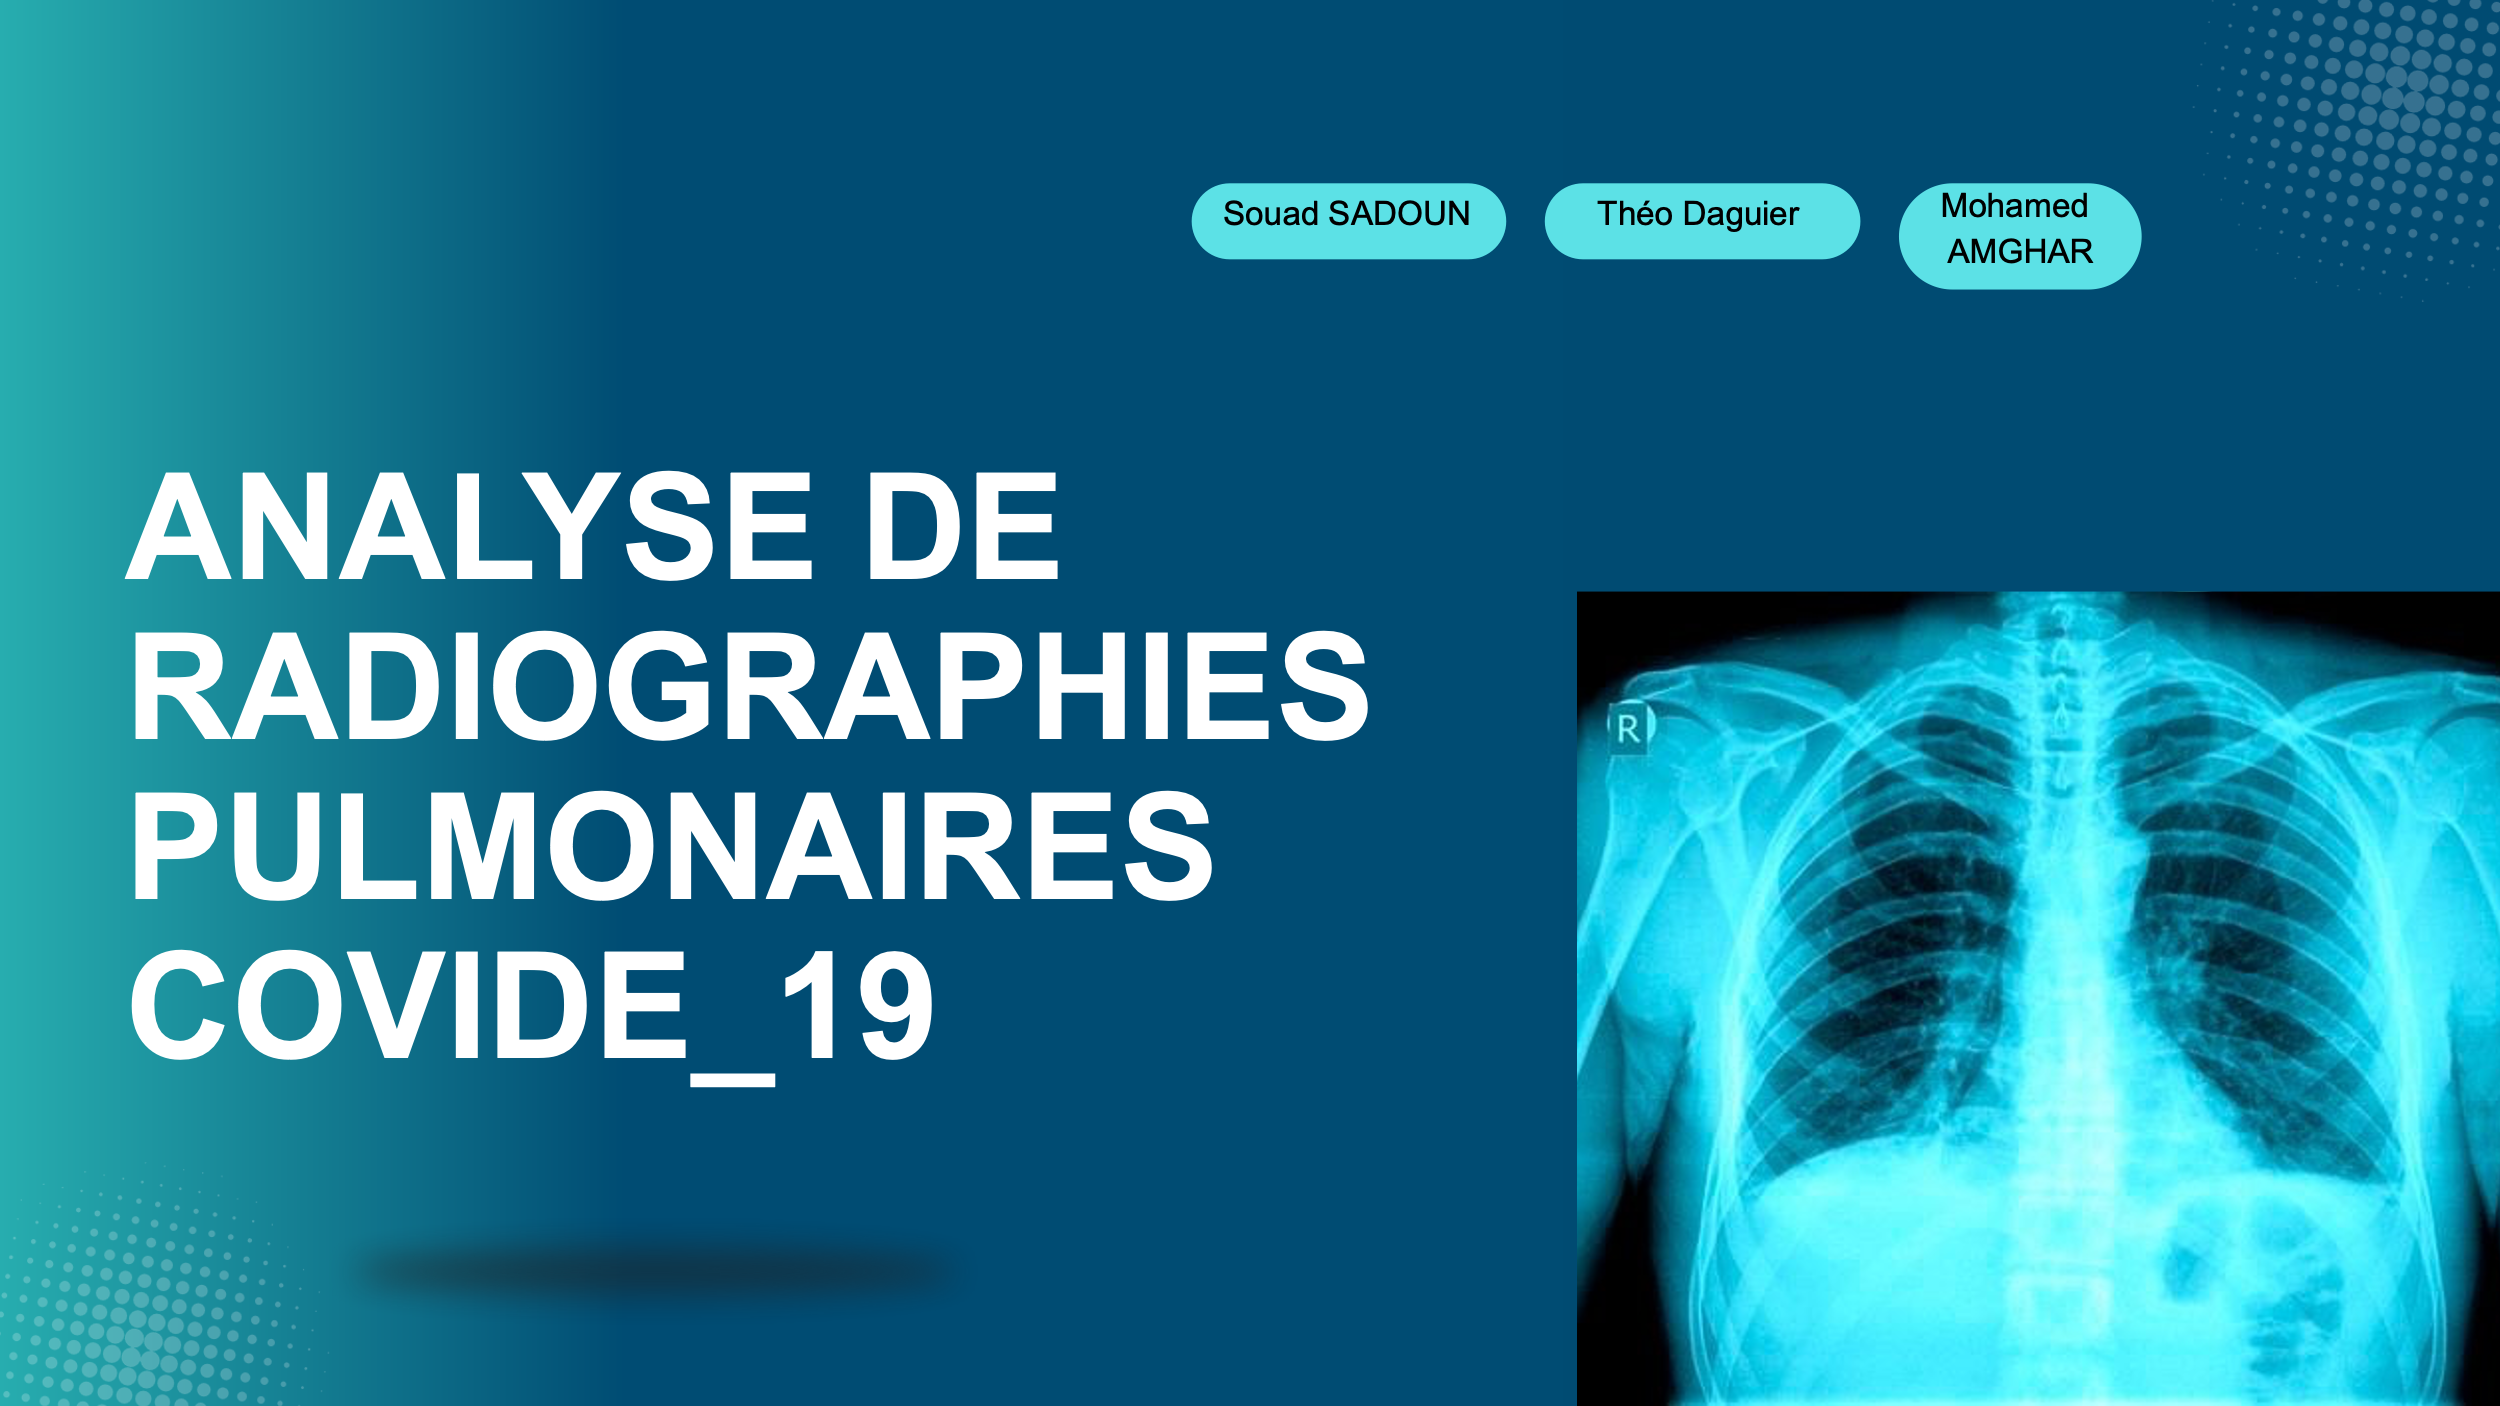 Souad SADOUN
Théo Daguier
Mohamed
AMGHAR
ANALYSE DE
RADIOGRAPHIES
PULMONAIRES
COVIDE_19
R